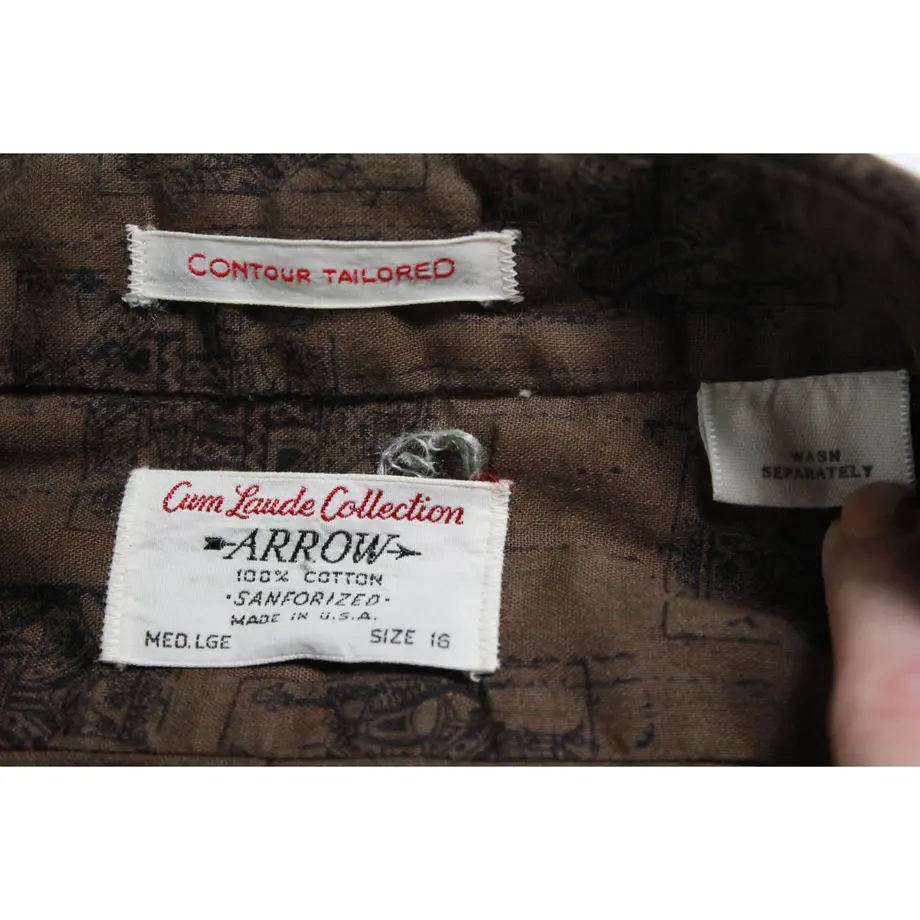 CONTOUR TAILORED
WASH
SEPARATELY
Cum Laude Collection
ARROW
100% COTTON
·SANFORIZED·
MADE IN U.S.A.
MED.LGE SIZE 16